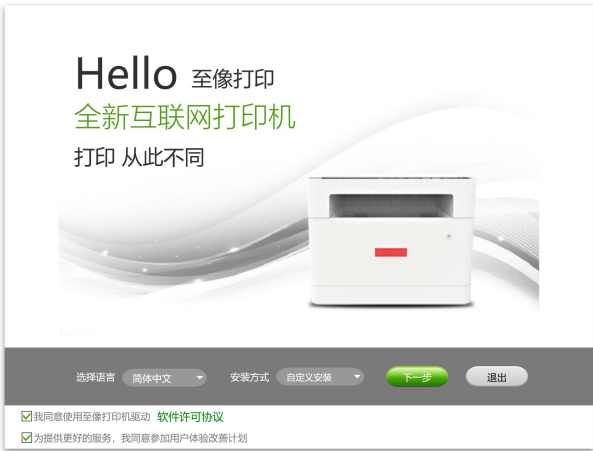 Hello 至像打印
全新互联网打印机
打印 从此不同
选择语言 简体中文 安装方式 自定义安装 下一步 退出
我同意使用至像打印机驱动 软件许可协议
为提供更好的服务，我同意参加用户体验改善计划